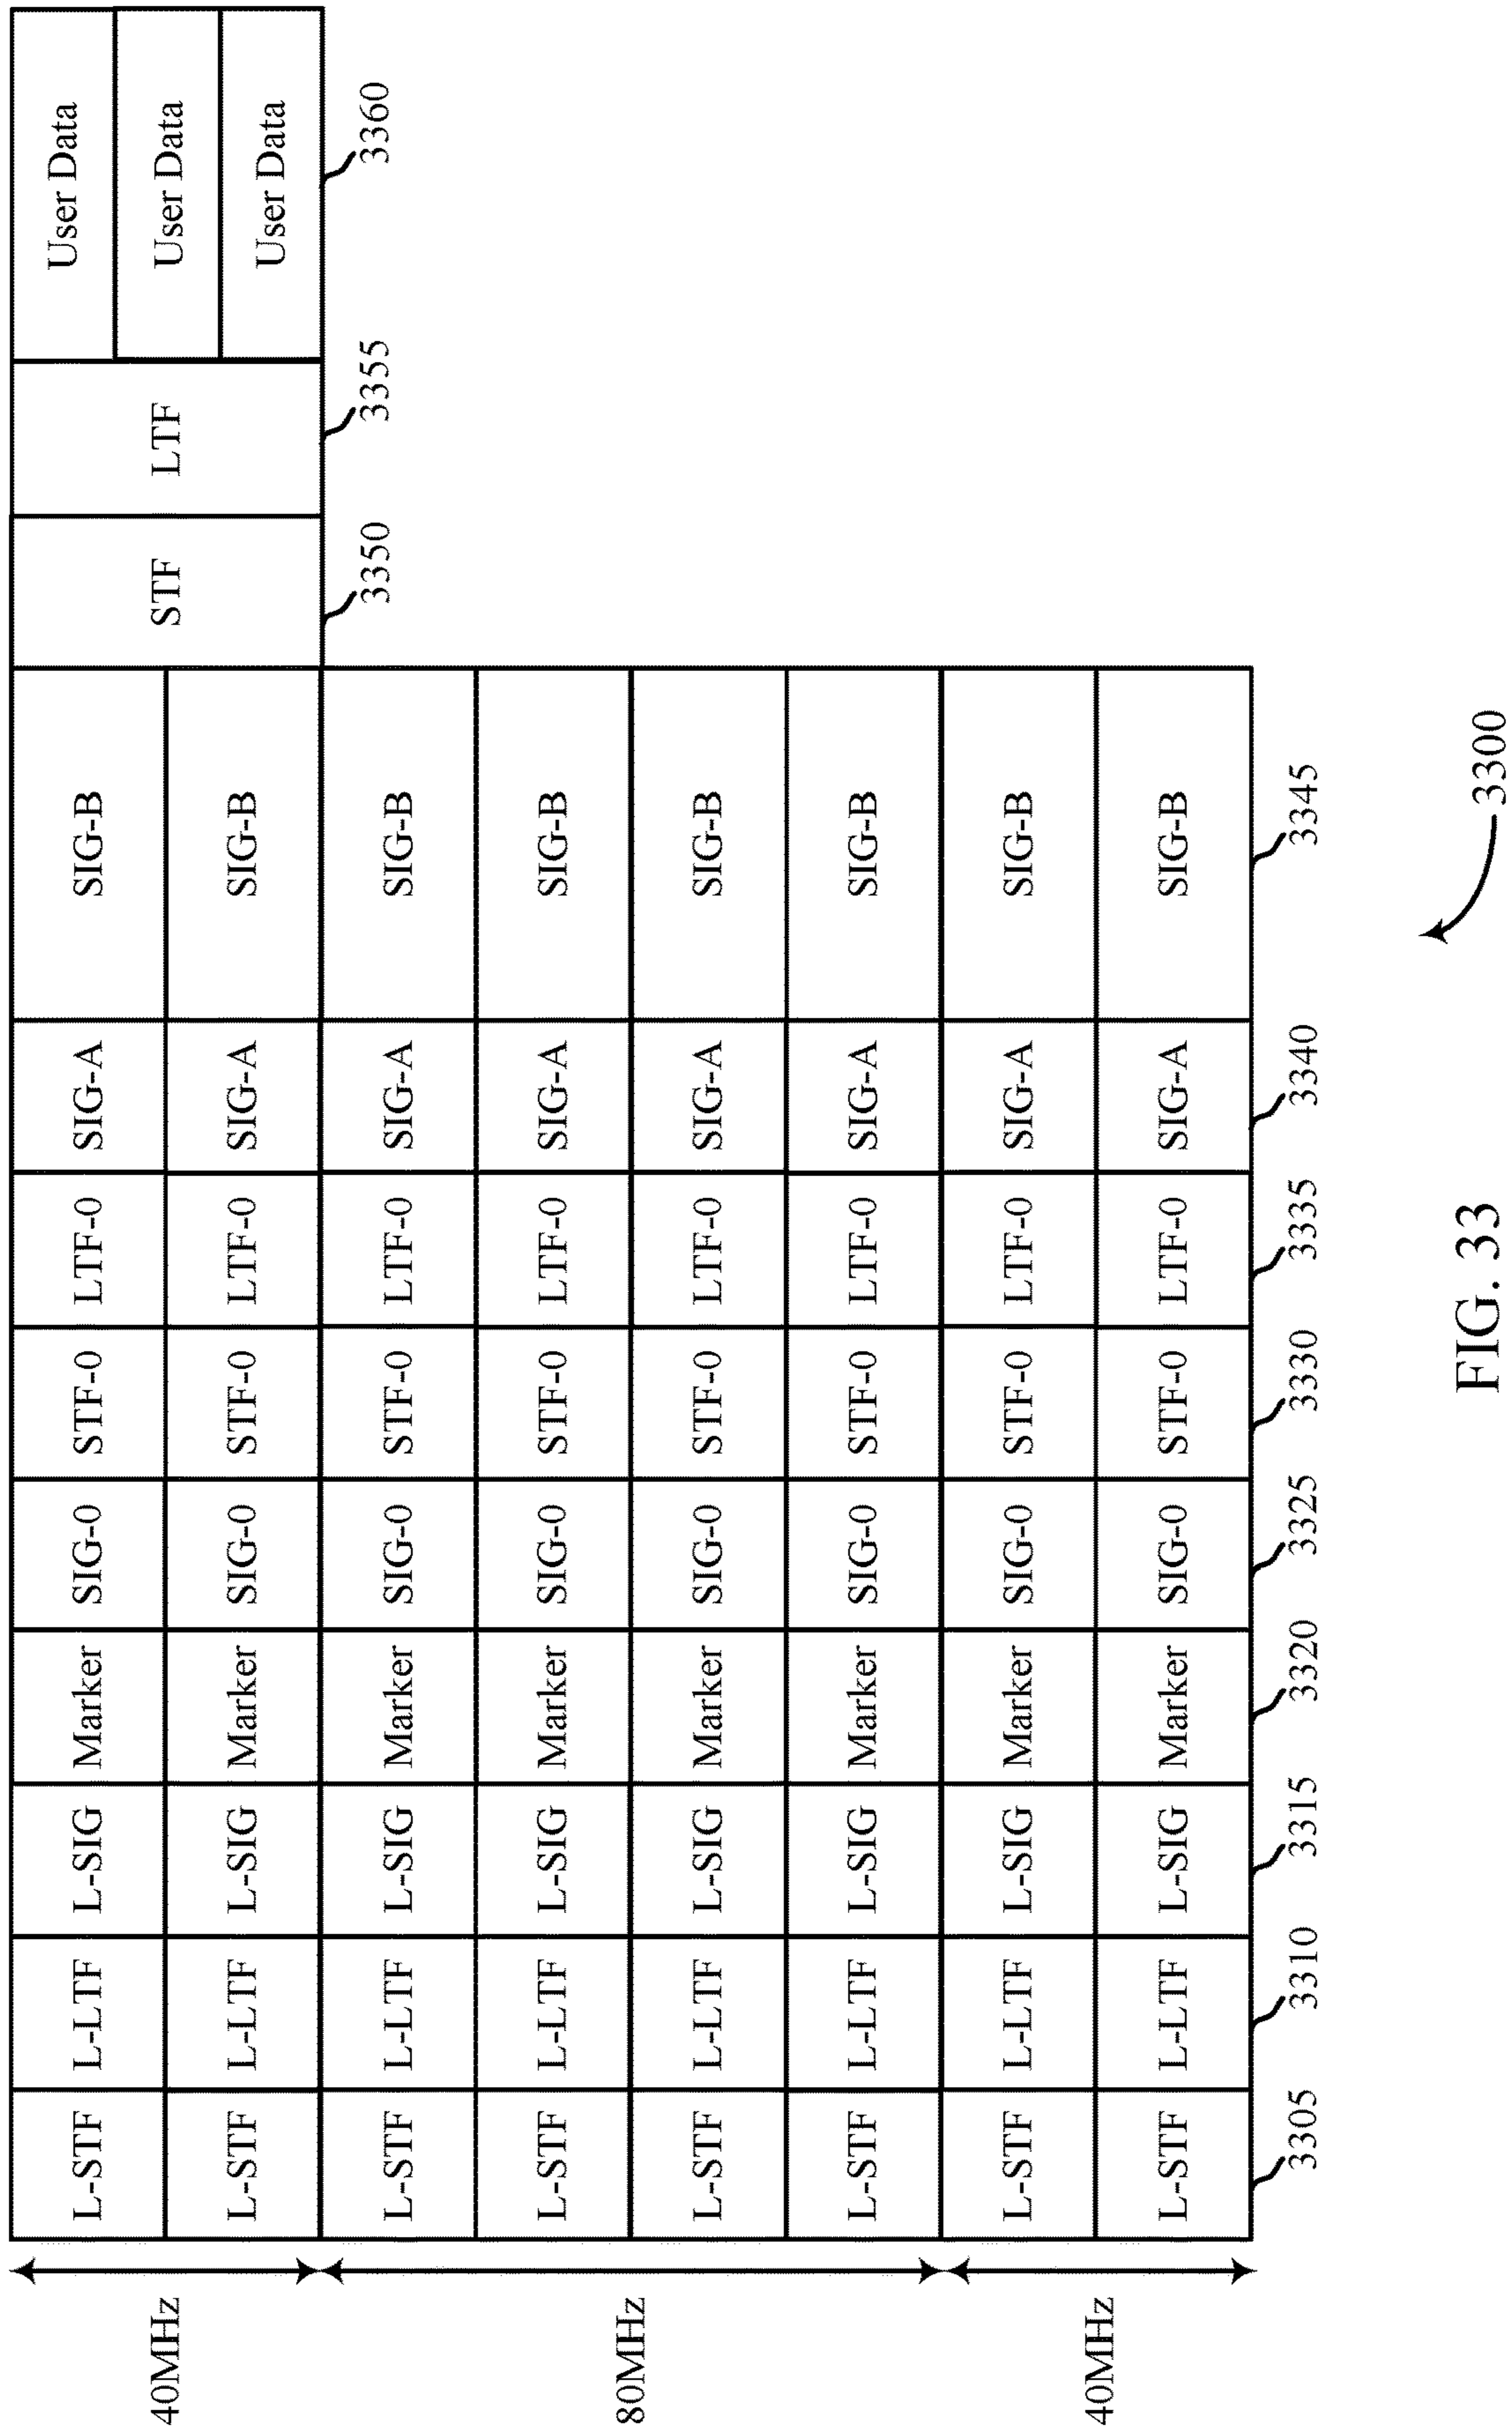 L-STF L-LTF L-SIG Marker SIG-0 STF-0 LTF-0 SIG-A SIG-B User Data
40MHz STF LTF User Data
L-STF L-LTF L-SIG Marker SIG-0 STF-0 LTF-0 SIG-A SIG-B User Data
3350 3355 3360
L-STF L-LTF L-SIG Marker SIG-0 STF-0 LTF-0 SIG-A SIG-B
L-STF L-LTF L-SIG Marker SIG-0 STF-0 LTF-0 SIG-A SIG-B
80MHz
L-STF L-LTF L-SIG Marker SIG-0 STF-0 LTF-0 SIG-A SIG-B
L-STF L-LTF L-SIG Marker SIG-0 STF-0 LTF-0 SIG-A SIG-B
L-STF L-LTF L-SIG Marker SIG-0 STF-0 LTF-0 SIG-A SIG-B
40MHz
L-STF L-LTF L-SIG Marker SIG-0 STF-0 LTF-0 SIG-A SIG-B
3305 3310 3315 3320 3325 3330 3335 3340 3345
3300
FIG. 33